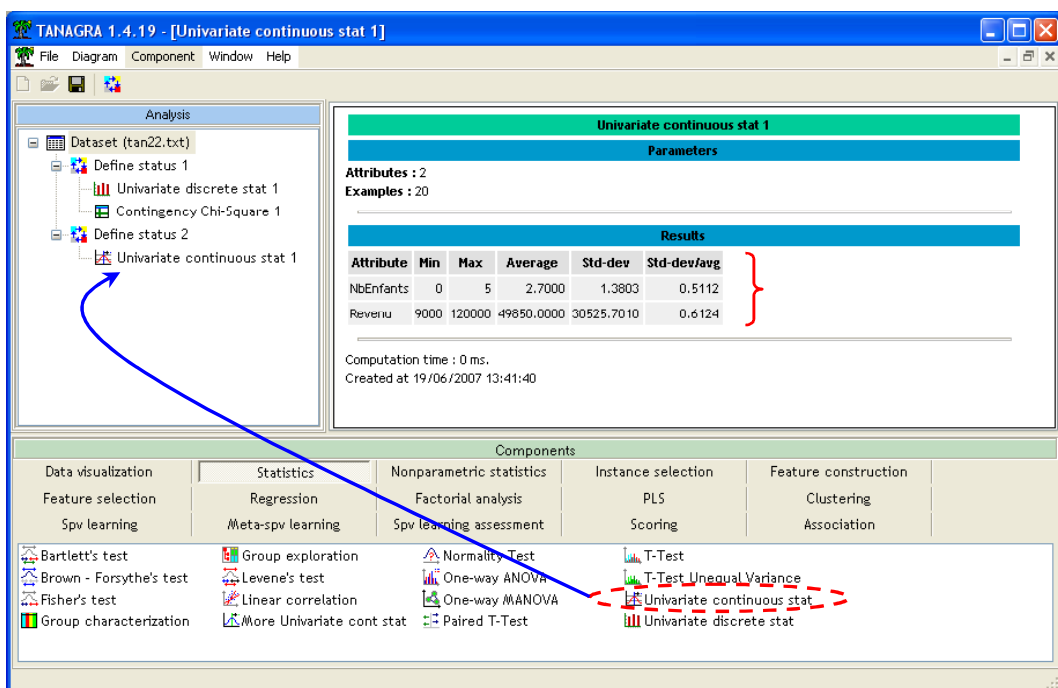 TANAGRA 1.4.19 - [Univariate continuous stat 1]
File Diagram Component Window Help
Analysis
Dataset (tan22.txt)
Define status 1
Univariate discrete stat 1
Contingency Chi-Square 1
Define status 2
Univariate continuous stat 1
Univariate continuous stat 1
Parameters
Attributes : 2
Examples : 20
Results
Attribute Min Max Average Std-dev Std-dev/avg
NbEnfants 0 5 2.7000 1.3803 0.5112
Revenu 9000 120000 49850.0000 30525.7010 0.6124
Computation time : 0 ms.
Created at 19/06/2007 13:41:40
Components
Data visualization Statistics Nonparametric statistics Instance selection Feature construction
Feature selection Regression Factorial analysis PLS Clustering
Spv learning Meta-spv learning Spv learning assessment Scoring Association
Bartlett's test Group exploration Normality Test T-Test
Brown - Forsythe's test Levene's test One-way ANOVA T-Test Unequal Variance
Fisher's test Linear correlation One-way MANOVA Univariate continuous stat
Group characterization More Univariate cont stat Paired T-Test Univariate discrete stat